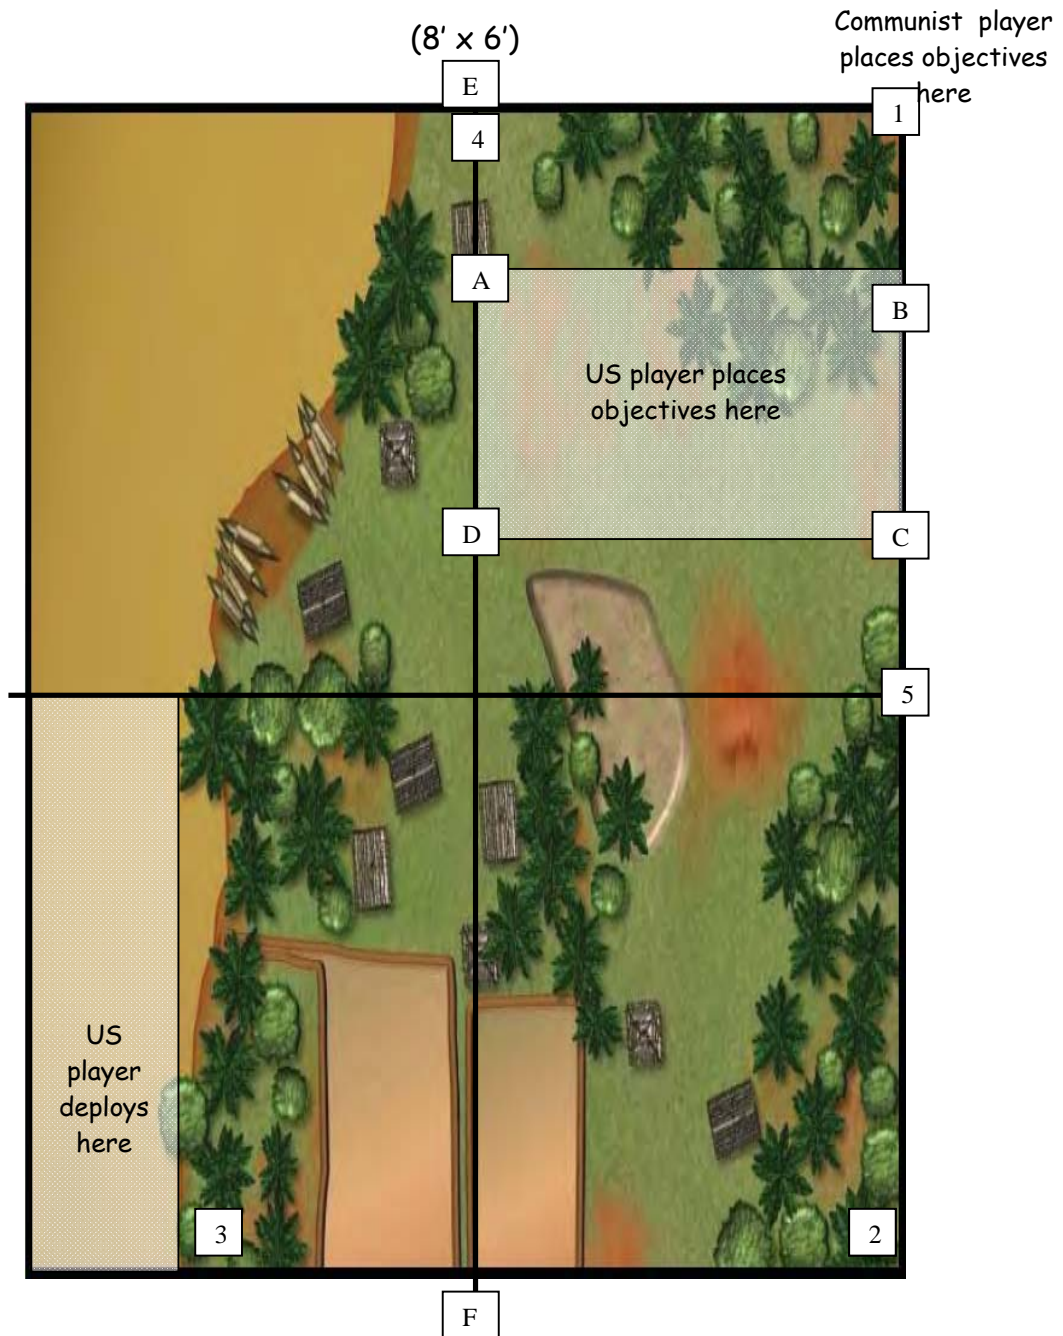 Communist player
places objectives
here
(8’ x 6’)
E
1
4
A
B
US player places
objectives here
D
C
5
US
player
deploys
here
3
2
F